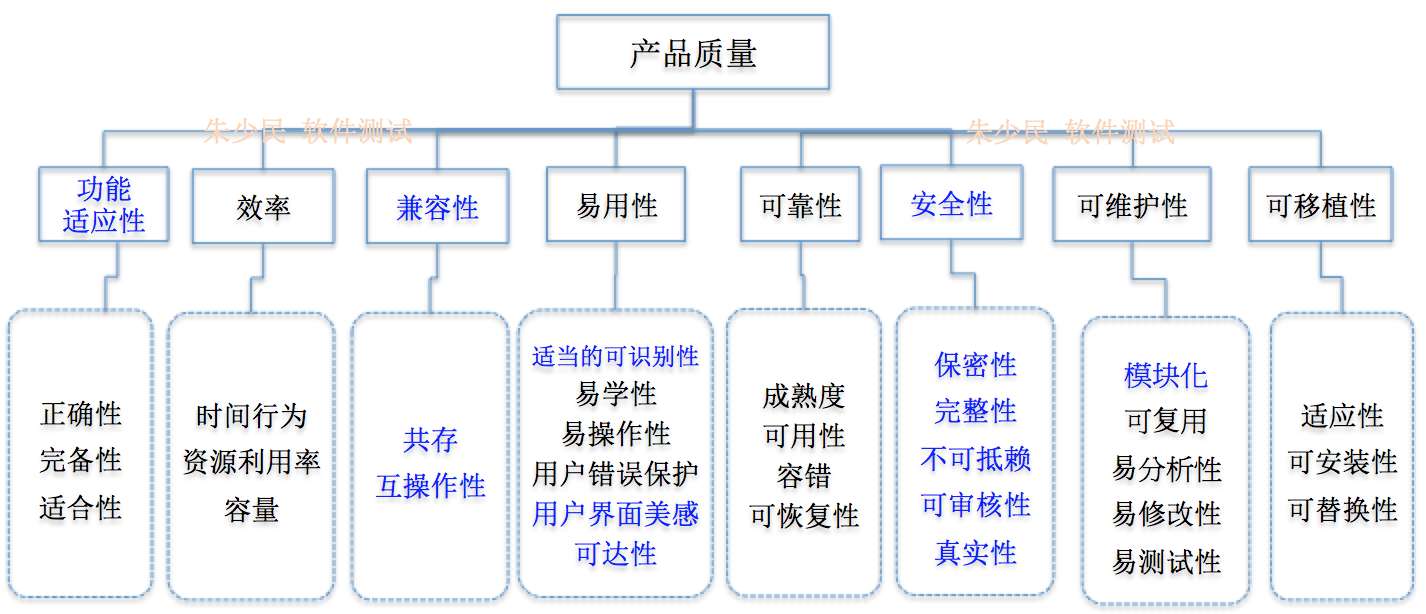 产品质量
朱少民 软件测试
朱少民 软件测试
功能
适应性
效率
兼容性
易用性
可靠性
安全性
可维护性
可移植性
正确性
完备性
适合性
时间行为
资源利用率
容量
共存
互操作性
适当的可识别性
易学性
易操作性
用户错误保护
用户界面美感
可达性
成熟度
可用性
容错
可恢复性
保密性
完整性
不可抵赖
可审核性
真实性
模块化
可复用
易分析性
易修改性
易测试性
适应性
可安装性
可替换性